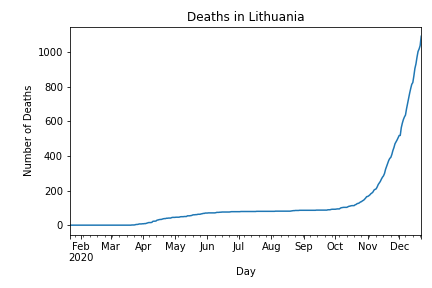 Deaths in Lithuania
Number of Deaths
1000
800
600
400
200
0
Feb Mar Apr May Jun Jul Aug Sep Oct Nov Dec
2020
Day